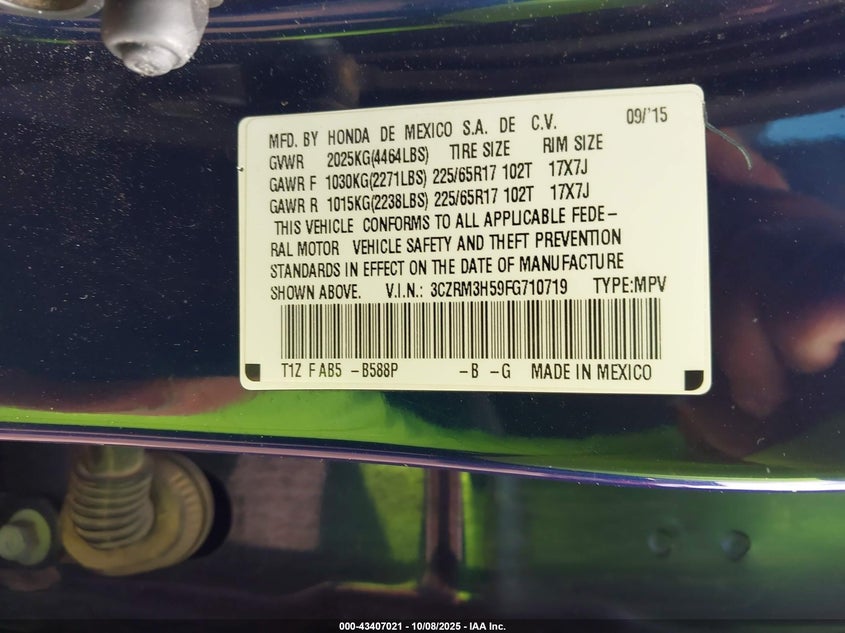 MFD. BY HONDA DE MEXICO S.A. DE C.V. 09/'15
GVWR 2025KG(4464LBS) TIRE SIZE RIM SIZE
GAWR F 1030KG(2271LBS) 225/65R17 102T 17X7J
GAWR R 1015KG(2238LBS) 225/65R17 102T 17X7J
THIS VEHICLE CONFORMS TO ALL APPLICABLE FEDE-
RAL MOTOR VEHICLE SAFETY AND THEFT PREVENTION
STANDARDS IN EFFECT ON THE DATE OF MANUFACTURE
SHOWN ABOVE. V.I.N.: 3CZRM3H59FG710719 TYPE:MPV
T1Z F AB5 -B588P -B -G MADE IN MEXICO
000-43407021 - 10/08/2025 - IAA Inc.